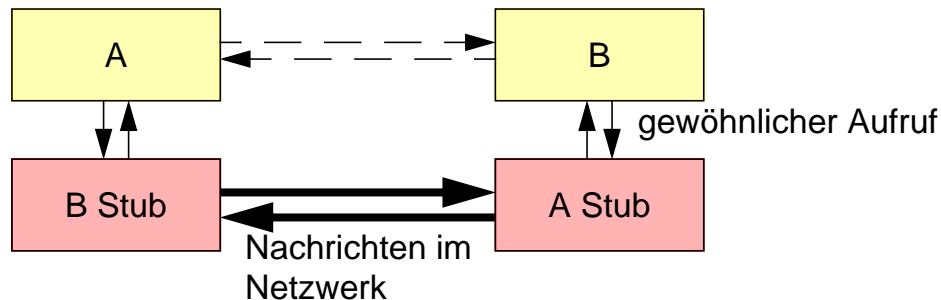 A
B
gewöhnlicher Aufruf
B Stub
A Stub
Nachrichten im
Netzwerk